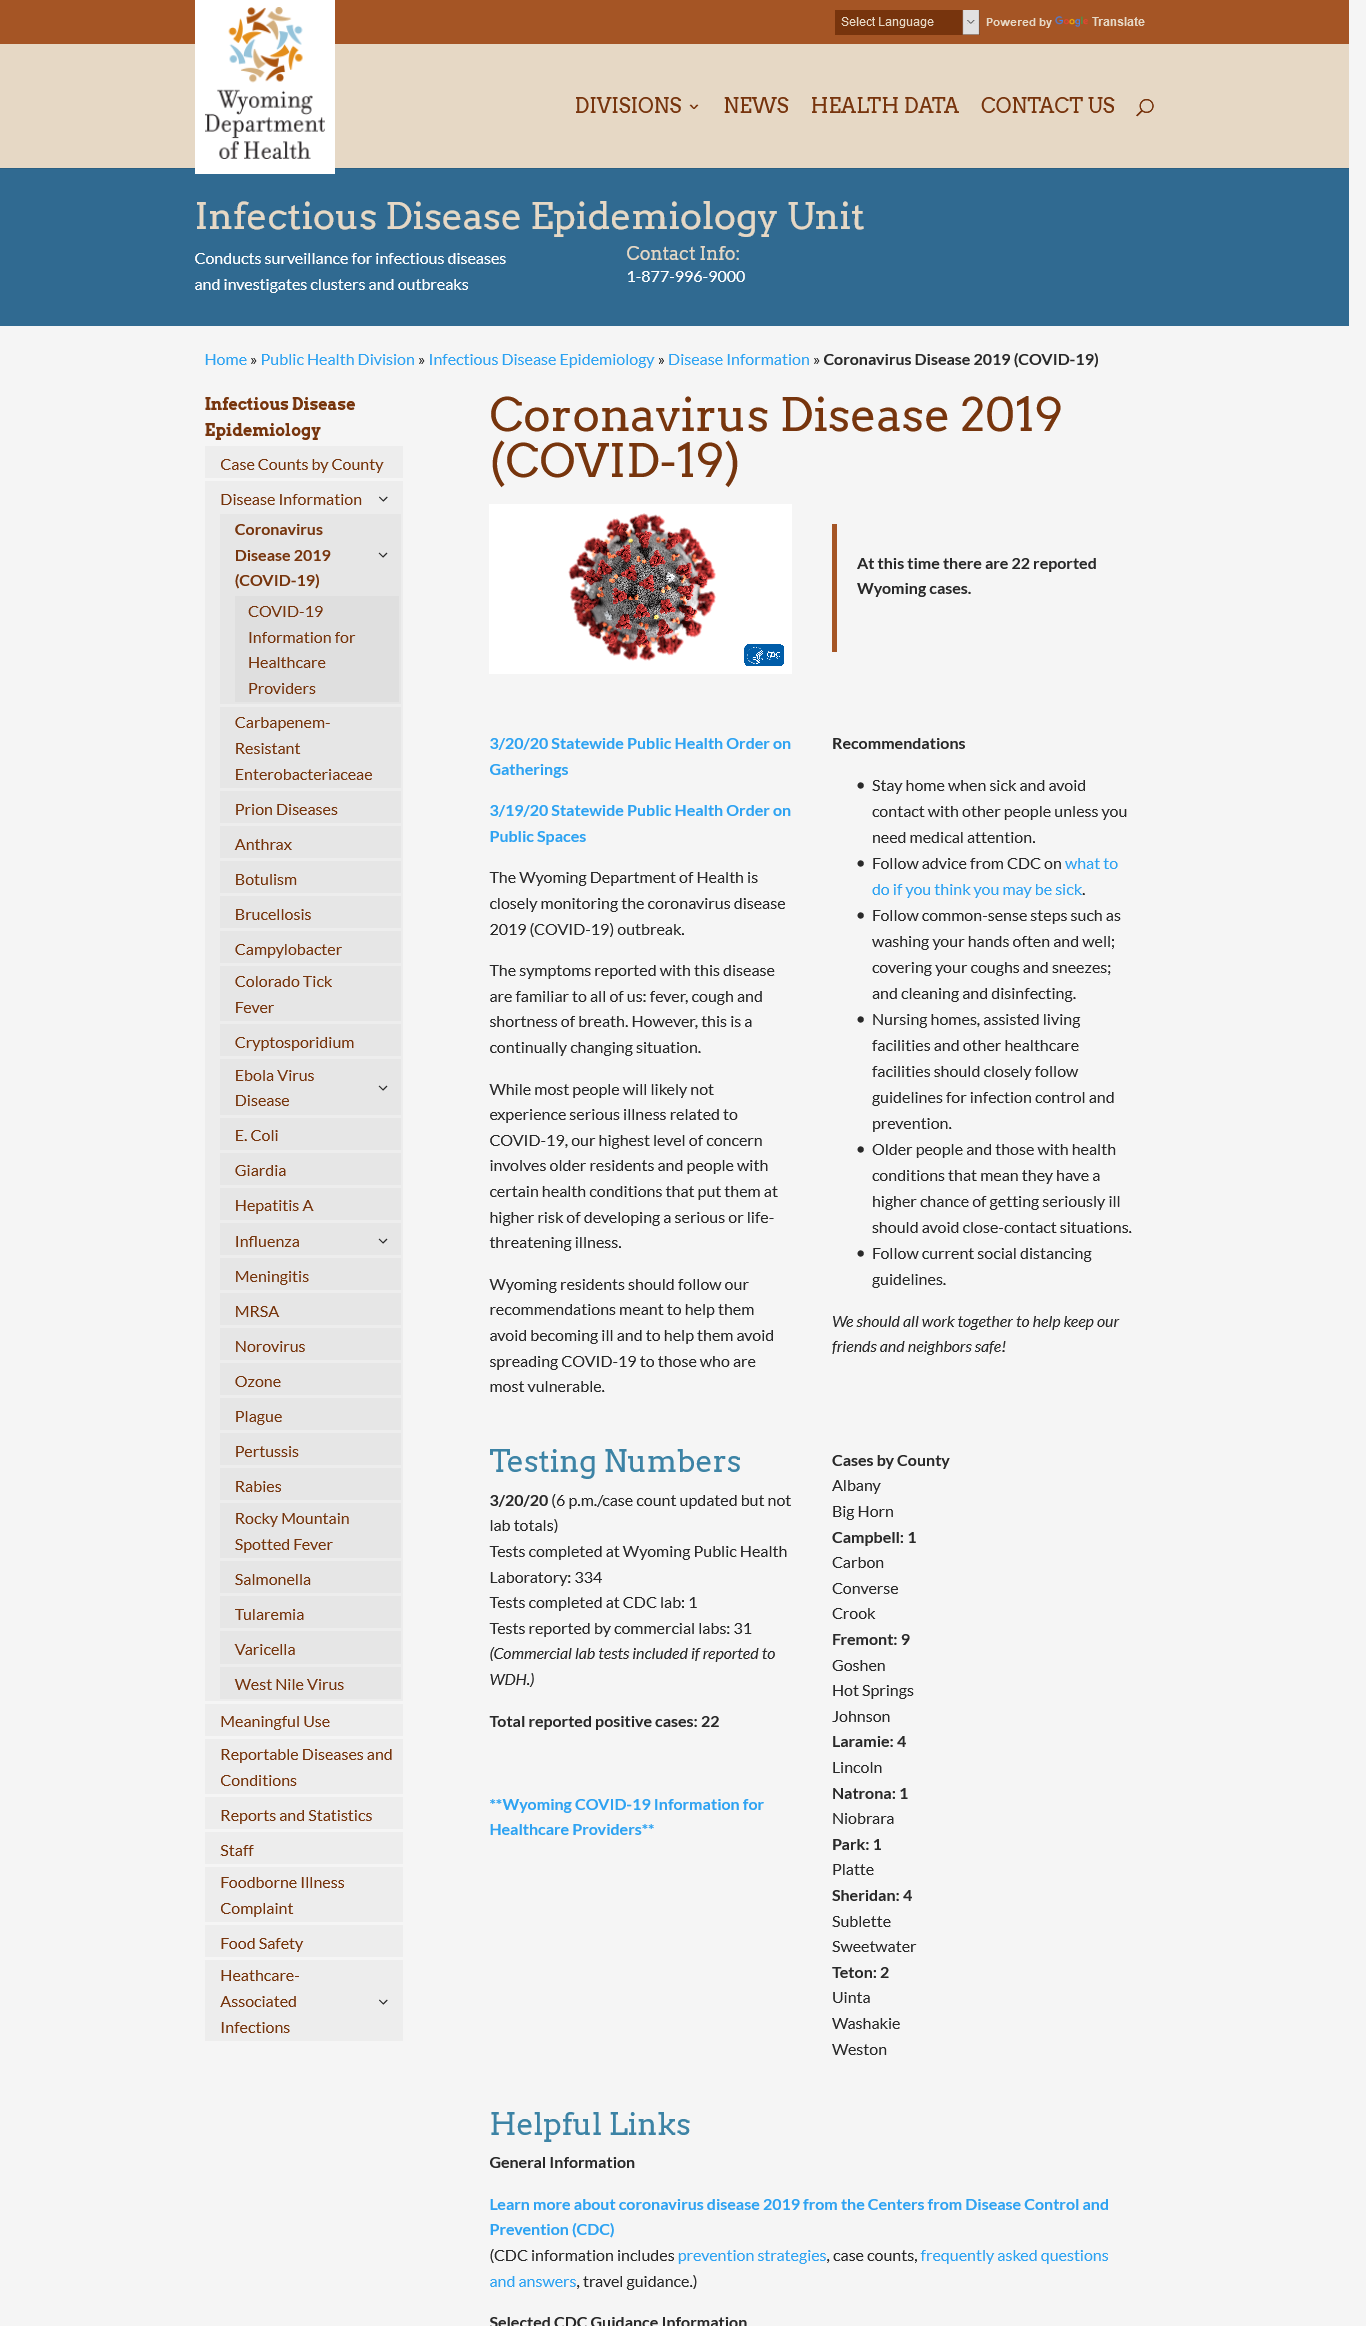 Select Language
Powered by Google Translate
Wyoming
Department
of Health
DIVISIONS
NEWS
HEALTH DATA
CONTACT US
Infectious Disease Epidemiology Unit
Conducts surveillance for infectious diseases
and investigates clusters and outbreaks
Contact Info:
1-877-996-9000
Home » Public Health Division » Infectious Disease Epidemiology » Disease Information » Coronavirus Disease 2019 (COVID-19)
Infectious Disease
Epidemiology
Case Counts by County
Disease Information
Coronavirus
Disease 2019
(COVID-19)
COVID-19
Information for
Healthcare
Providers
Carbapenem-
Resistant
Enterobacteriaceae
Prion Diseases
Anthrax
Botulism
Brucellosis
Campylobacter
Colorado Tick
Fever
Cryptosporidium
Ebola Virus
Disease
E. Coli
Giardia
Hepatitis A
Influenza
Meningitis
MRSA
Norovirus
Ozone
Plague
Pertussis
Rabies
Rocky Mountain
Spotted Fever
Salmonella
Tularemia
Varicella
West Nile Virus
Meaningful Use
Reportable Diseases and
Conditions
Reports and Statistics
Staff
Foodborne Illness
Complaint
Food Safety
Heathcare-
Associated
Infections
Coronavirus Disease 2019
(COVID-19)
CDC
At this time there are 22 reported
Wyoming cases.
3/20/20 Statewide Public Health Order on
Gatherings
3/19/20 Statewide Public Health Order on
Public Spaces
The Wyoming Department of Health is
closely monitoring the coronavirus disease
2019 (COVID-19) outbreak.
The symptoms reported with this disease
are familiar to all of us: fever, cough and
shortness of breath. However, this is a
continually changing situation.
While most people will likely not
experience serious illness related to
COVID-19, our highest level of concern
involves older residents and people with
certain health conditions that put them at
higher risk of developing a serious or life-
threatening illness.
Wyoming residents should follow our
recommendations meant to help them
avoid becoming ill and to help them avoid
spreading COVID-19 to those who are
most vulnerable.
Recommendations
• Stay home when sick and avoid
contact with other people unless you
need medical attention.
• Follow advice from CDC on what to
do if you think you may be sick.
• Follow common-sense steps such as
washing your hands often and well;
covering your coughs and sneezes;
and cleaning and disinfecting.
• Nursing homes, assisted living
facilities and other healthcare
facilities should closely follow
guidelines for infection control and
prevention.
• Older people and those with health
conditions that mean they have a
higher chance of getting seriously ill
should avoid close-contact situations.
• Follow current social distancing
guidelines.
We should all work together to help keep our
friends and neighbors safe!
Testing Numbers
3/20/20 (6 p.m./case count updated but not
lab totals)
Tests completed at Wyoming Public Health
Laboratory: 334
Tests completed at CDC lab: 1
Tests reported by commercial labs: 31
(Commercial lab tests included if reported to
WDH.)
Total reported positive cases: 22
**Wyoming COVID-19 Information for
Healthcare Providers**
Cases by County
Albany
Big Horn
Campbell: 1
Carbon
Converse
Crook
Fremont: 9
Goshen
Hot Springs
Johnson
Laramie: 4
Lincoln
Natrona: 1
Niobrara
Park: 1
Platte
Sheridan: 4
Sublette
Sweetwater
Teton: 2
Uinta
Washakie
Weston
Helpful Links
General Information
Learn more about coronavirus disease 2019 from the Centers from Disease Control and
Prevention (CDC)
(CDC information includes prevention strategies, case counts, frequently asked questions
and answers, travel guidance.)
Selected CDC Guidance Information